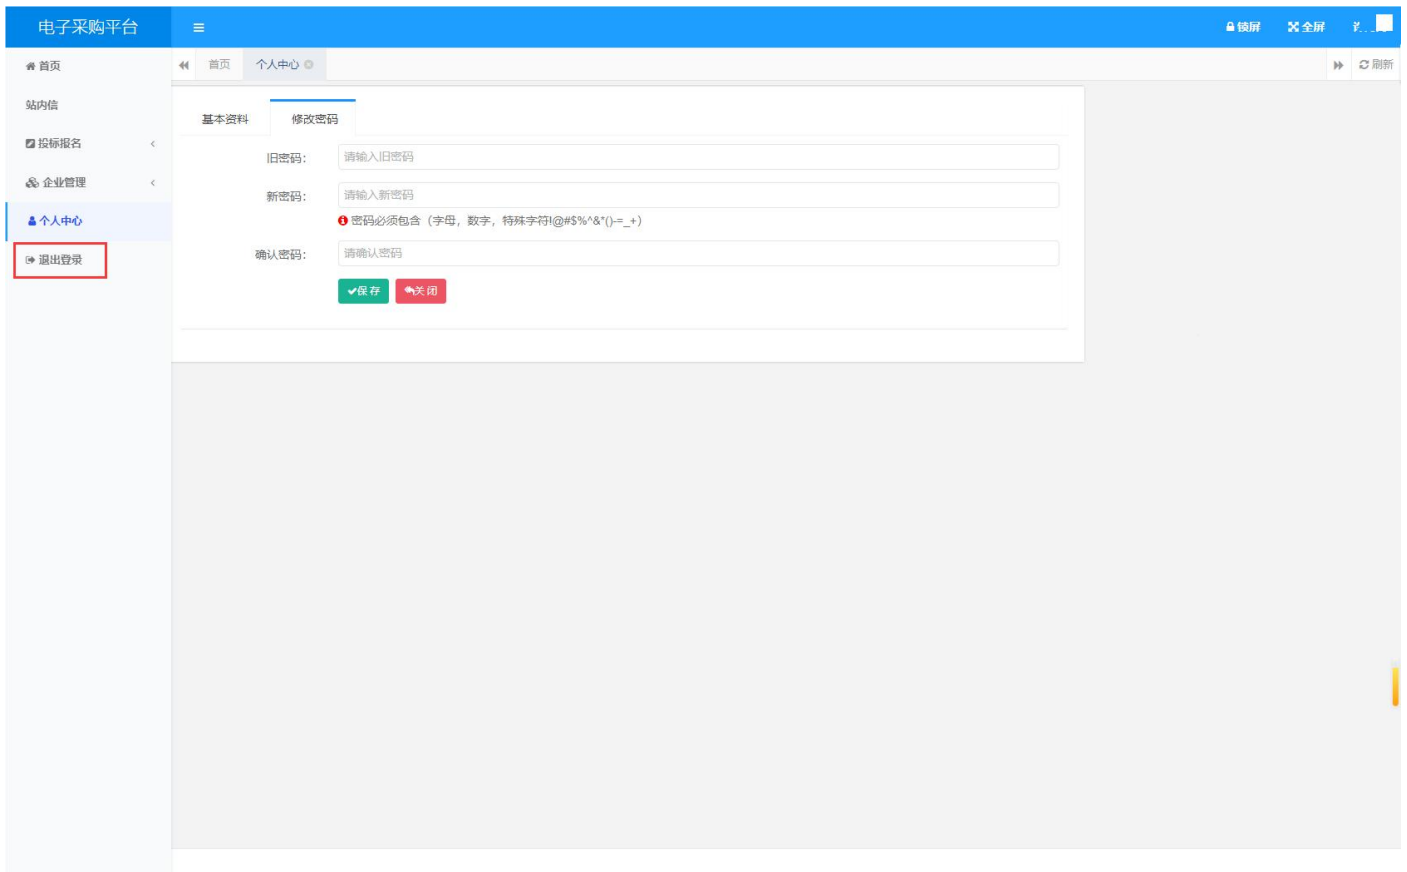 电子采购平台
锁屏 全屏
首页
首页 个人中心
刷新
站内信
基本资料 修改密码
投标报名
旧密码： 请输入旧密码
企业管理
新密码： 请输入新密码
密码必须包含（字母，数字，特殊字符!@#$%^&*()-=_+）
个人中心
确认密码： 请确认密码
退出登录
保存 关闭